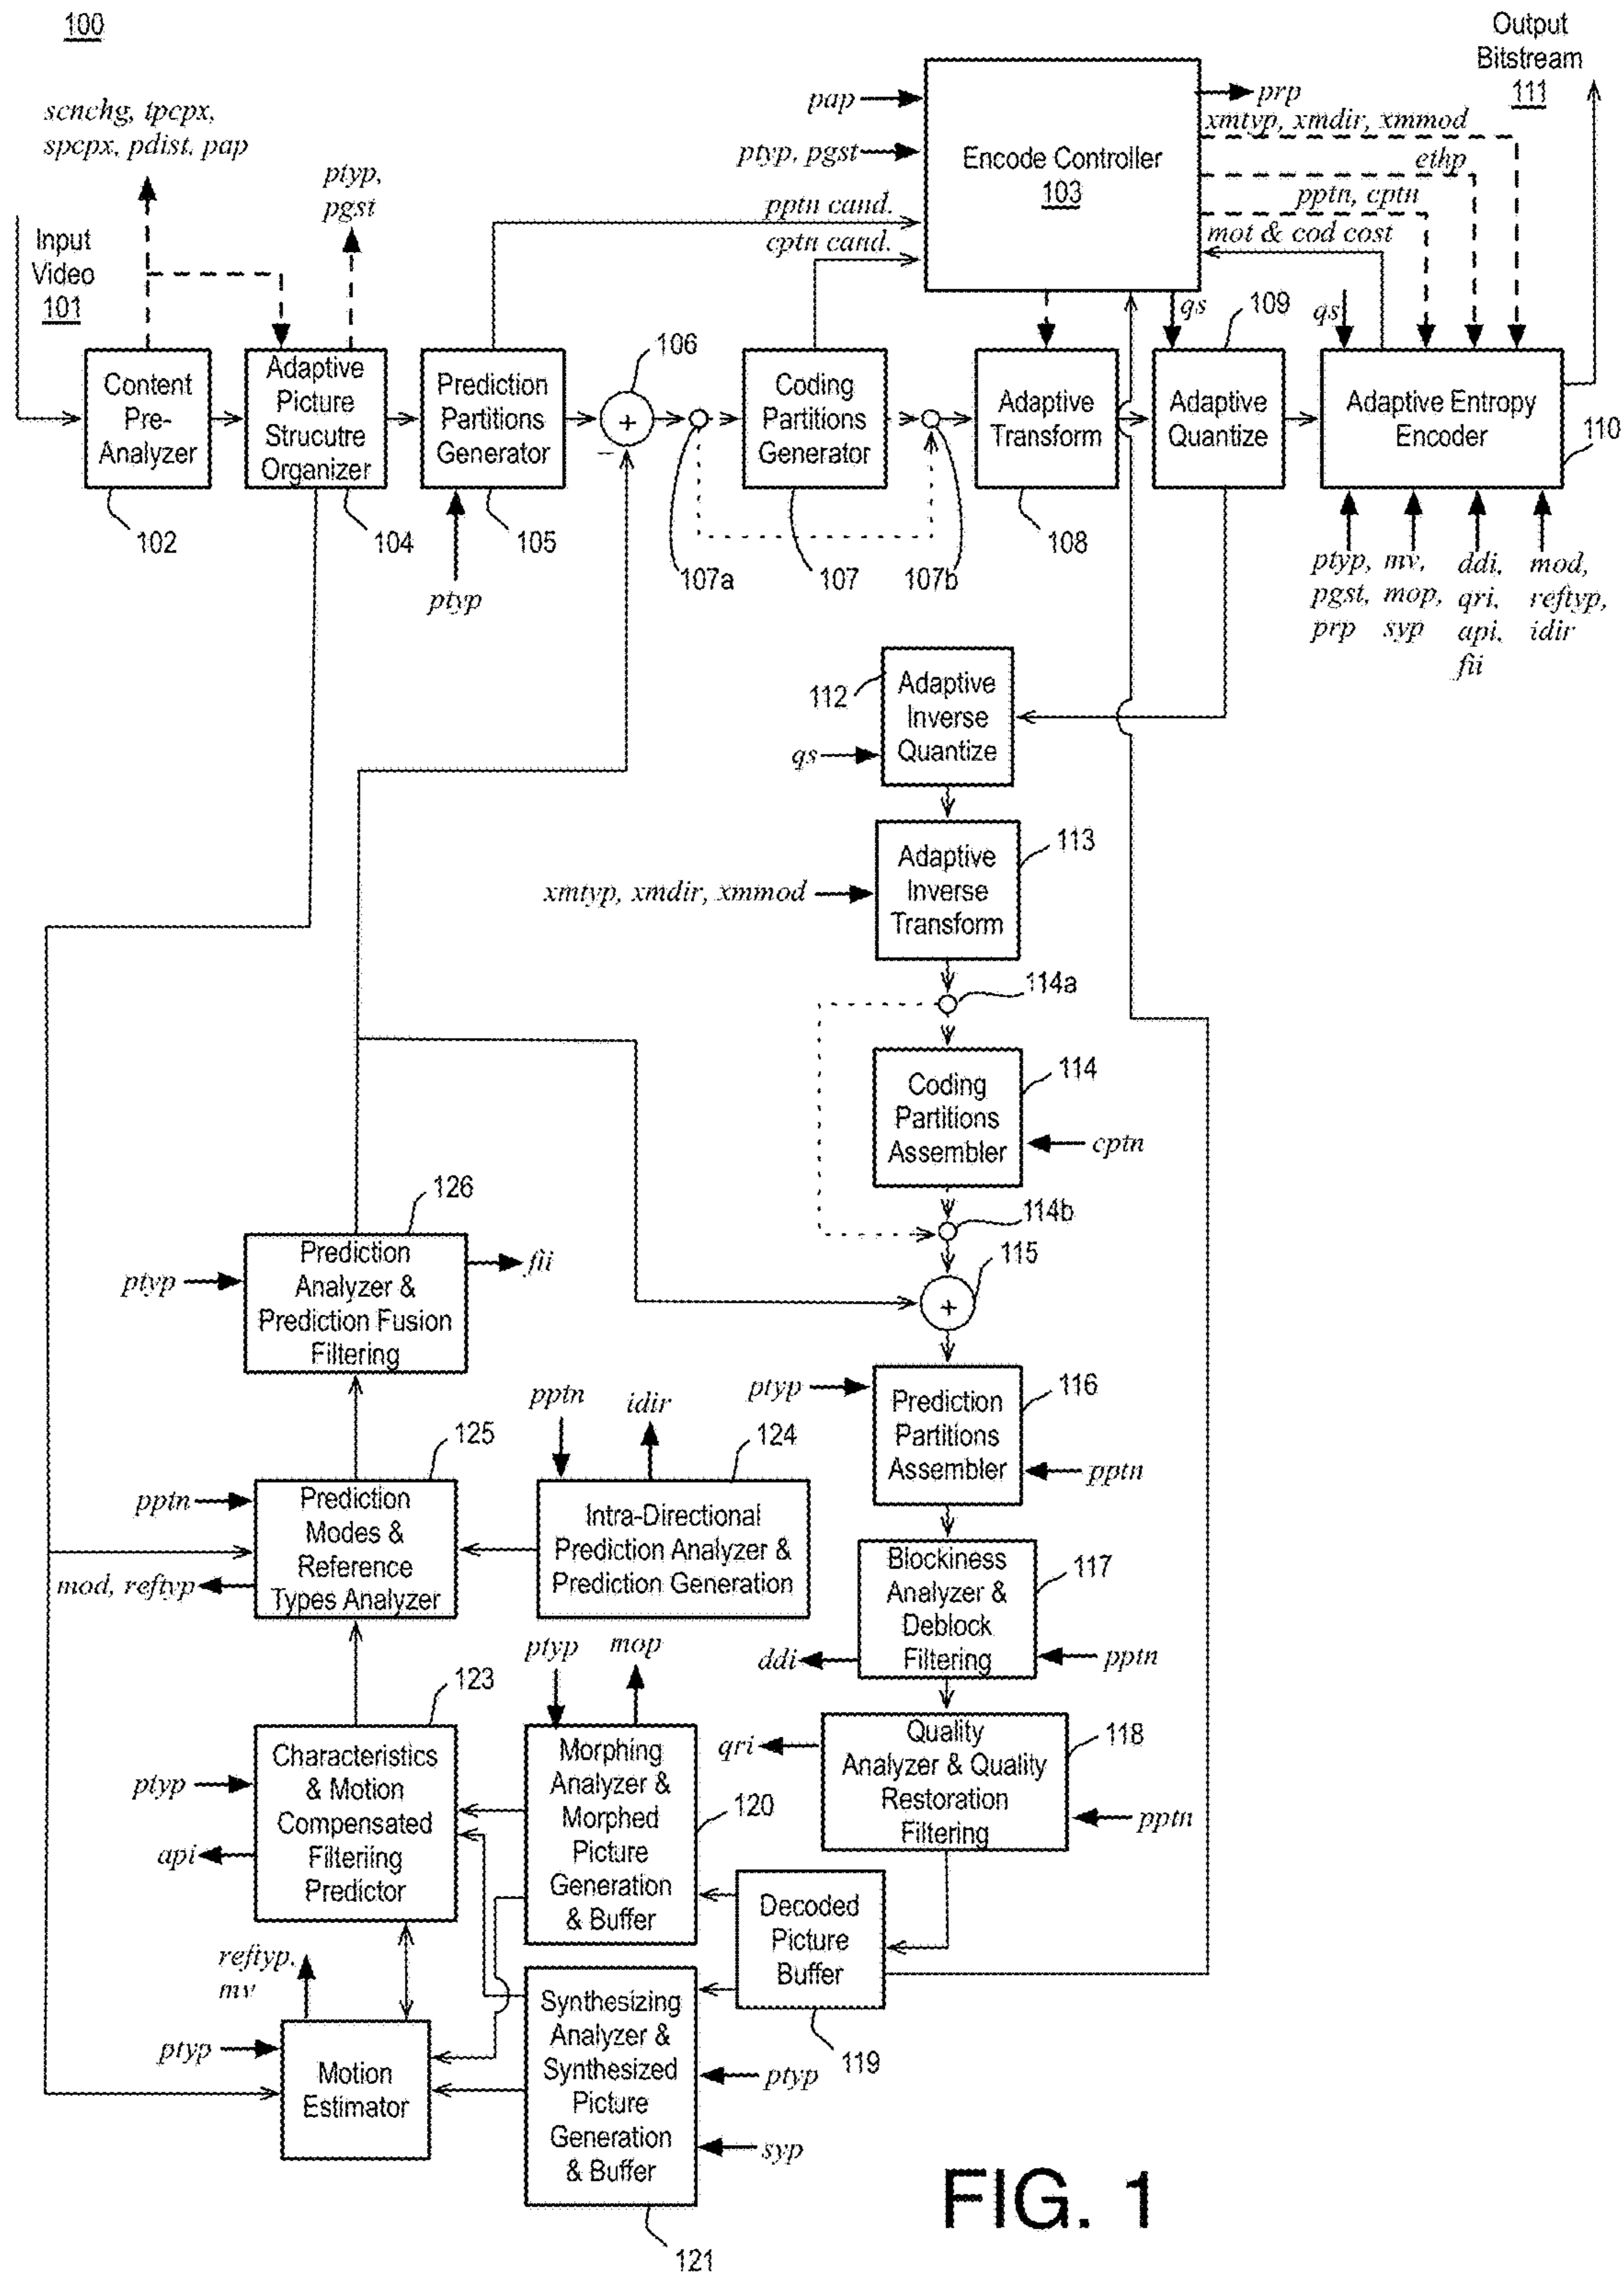 100
Output
Bitstream
111
scnchg, tpcpx,
spcpx, pdist, pap
ptyp,
pgst
Input
Video
101
pap
ptyp, pgst
pptn cand.
cptn cand.
Encode Controller
103
prp
xmtyp, xmdir, xmmod
ethp
pptn, cptn
mot & cod cost
qs
109
qs
106
Content
Pre-
Analyzer
102
Adaptive
Picture
Strucutre
Organizer
104
Prediction
Partitions
Generator
105
ptyp
+
–
107a
Coding
Partitions
Generator
107
107b
Adaptive
Transform
108
Adaptive
Quantize
Adaptive Entropy
Encoder
110
ptyp,
pgst,
prp
mv,
mop,
syp
ddi,
qri,
api,
fii
mod,
reftyp,
idir
112
Adaptive
Inverse
Quantize
qs
113
Adaptive
Inverse
Transform
xmtyp, xmdir, xmmod
114a
114
Coding
Partitions
Assembler
cptn
114b
115
+
126
Prediction
Analyzer &
Prediction Fusion
Filtering
ptyp
fii
ptyp
116
Prediction
Partitions
Assembler
pptn
pptn
idir
124
125
Prediction
Modes &
Reference
Types Analyzer
pptn
mod, reftyp
Intra-Directional
Prediction Analyzer &
Prediction Generation
Blockiness
Analyzer &
Deblock
Filtering
117
ddi
pptn
ptyp
mop
123
Characteristics
& Motion
Compensated
Filteriing
Predictor
ptyp
api
Morphing
Analyzer &
Morphed
Picture
Generation
& Buffer
120
Quality
Analyzer & Quality
Restoration
Filtering
118
qri
pptn
Decoded
Picture
Buffer
119
reftyp,
mv
ptyp
Motion
Estimator
Synthesizing
Analyzer &
Synthesized
Picture
Generation
& Buffer
ptyp
syp
121
FIG. 1